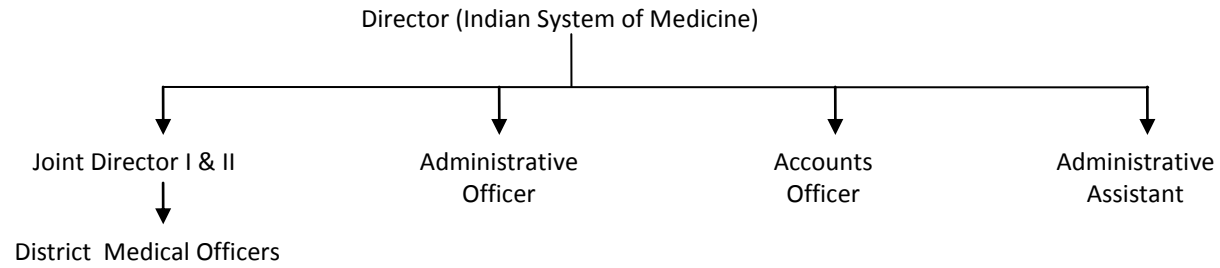 Director (Indian System of Medicine)
Joint Director I & II
Administrative
Officer
Accounts
Officer
Administrative
Assistant
District Medical Officers